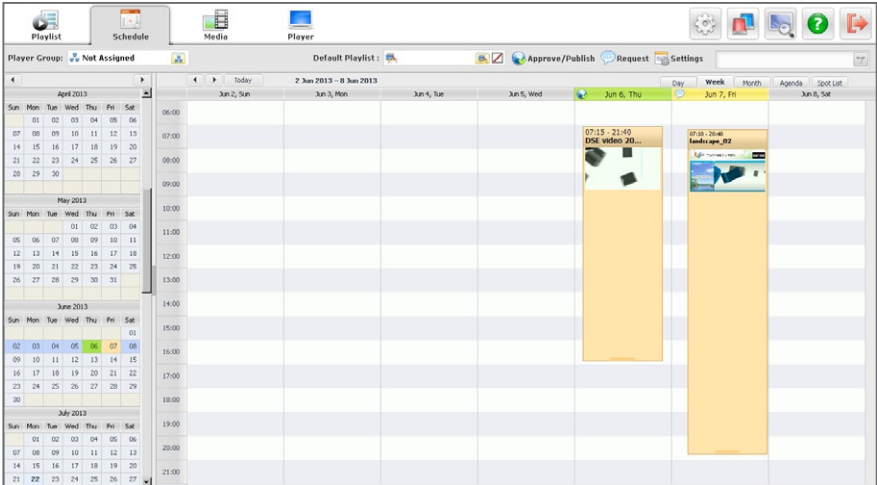 Playlist Schedule Media Player
Player Group: Not Assigned Default Playlist : Approve/Publish Request Settings
Today 2 Jun 2013 – 8 Jun 2013 Day Week Month Agenda Spot List
Jun 2, Sun Jun 3, Mon Jun 4, Tue Jun 5, Wed Jun 6, Thu Jun 7, Fri Jun 8, Sat
April 2013
Sun Mon Tue Wed Thu Fri Sat
01 02 03 04 05 06
07 08 09 10 11 12 13
14 15 16 17 18 19 20
21 22 23 24 25 26 27
28 29 30
May 2013
Sun Mon Tue Wed Thu Fri Sat
01 02 03 04
05 06 07 08 09 10 11
12 13 14 15 16 17 18
19 20 21 22 23 24 25
26 27 28 29 30 31
June 2013
Sun Mon Tue Wed Thu Fri Sat
01
02 03 04 05 06 07 08
09 10 11 12 13 14 15
16 17 18 19 20 21 22
23 24 25 26 27 28 29
30
July 2013
Sun Mon Tue Wed Thu Fri Sat
01 02 03 04 05 06
07 08 09 10 11 12 13
14 15 16 17 18 19 20
21 22 23 24 25 26 27
06:00
07:00
08:00
09:00
10:00
11:00
12:00
13:00
14:00
15:00
16:00
17:00
18:00
19:00
20:00
21:00
07:15 - 21:40
DSE video 20...
07:10 - 20:40
landscape_02